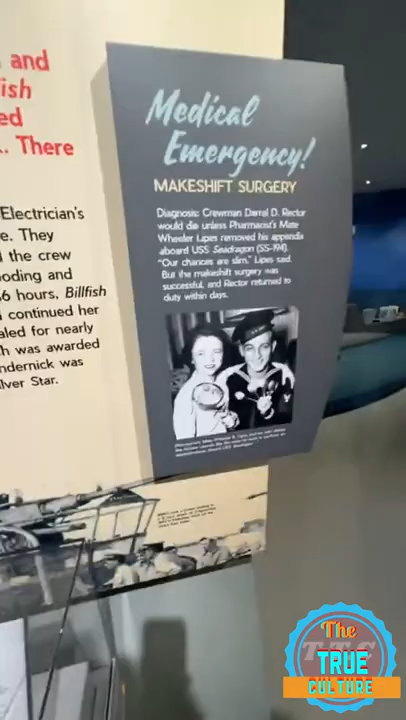 and
fish
ed
.. There
Electrician's
e. They
d the crew
oding and
6 hours, Billfish
continued her
aled for nearly
h was awarded
ndernick was
lver Star.
Medical
Emergency!
MAKESHIFT SURGERY
Diagnosis: Crewman Darral D. Rector
would die unless Pharmacist's Mate
Wheeler Lipes removed his appendix
aboard USS Seadragon (SS-194).
"Our chances are slim," Lipes said.
But the makeshift surgery was
successful, and Rector returned to
duty within days.
The
TRUE
CULTURE